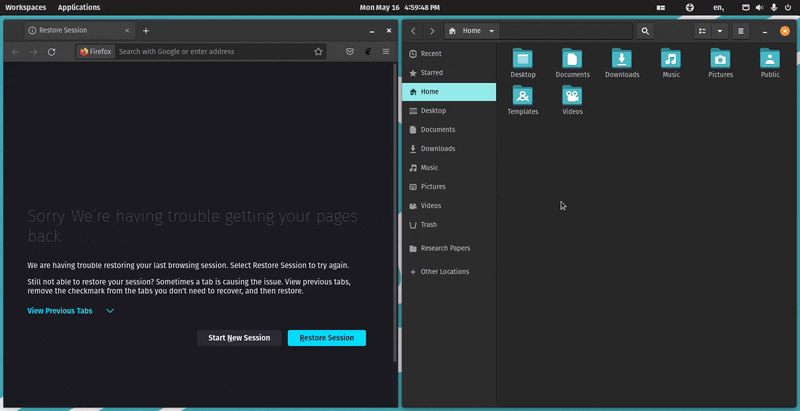 Workspaces Applications Mon May 16 4:59:48 PM en₁
Restore Session
Firefox Search with Google or enter address
Sorry We're having trouble getting your pages
back
We are having trouble restoring your last browsing session. Select Restore Session to try again.
Still not able to restore your session? Sometimes a tab is causing the issue. View previous tabs,
remove the checkmark from the tabs you don't need to recover, and then restore.
View Previous Tabs
Start New Session Restore Session
Home
Recent
Starred
Home
Desktop
Documents
Downloads
Music
Pictures
Videos
Trash
Research Papers
Other Locations
Desktop Documents Downloads Music Pictures Public
Templates Videos